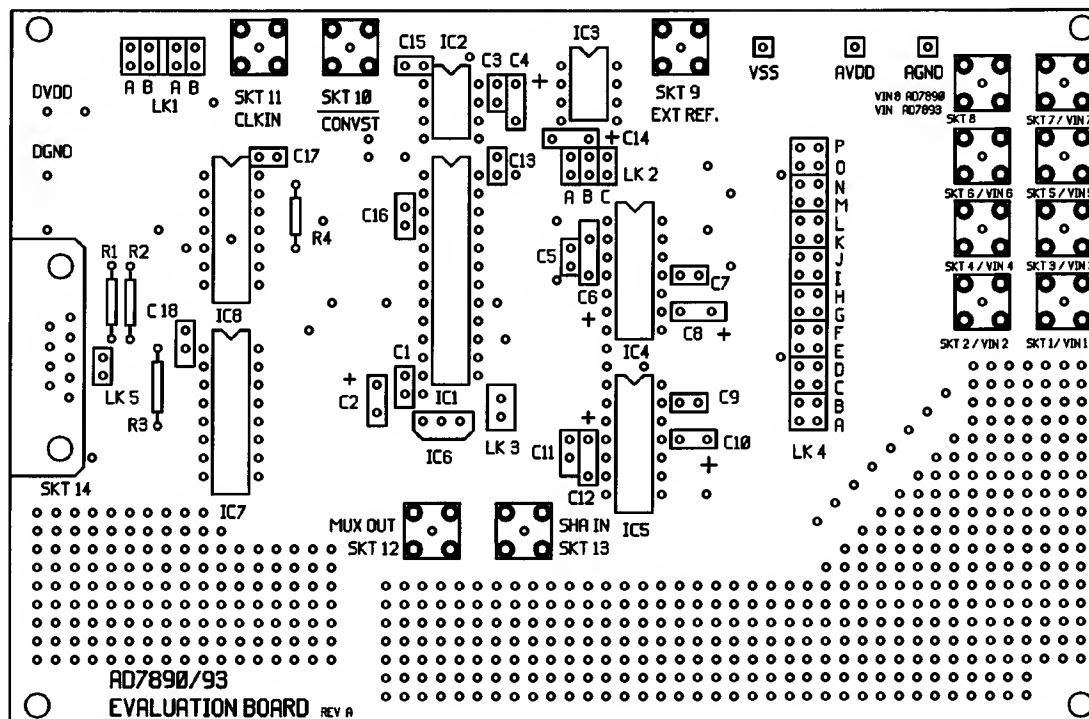 A B A B
LK1
SKT 11
CLKIN
SKT 10
CONVST
C15
IC2
C3 C4
+
IC3
SKT 9
EXT REF.
VSS
AVDD
AGND
VIN8 AD7890
VIN AD7893
SKT 8
SKT 7/VIN 7
DVDD
DGND
C17
C13
C14
+
LK 2
A B C
P
O
N
M
L
K
J
I
H
G
F
E
D
C
B
A
LK 4
SKT 6/VIN 6
SKT 5/VIN 5
SKT 4/VIN 4
SKT 3/VIN 3
SKT 2/VIN 2
SKT 1/VIN 1
C16
R4
R1 R2
C5
C6
+
C7
C8
+
C18
IC8
IC4
C1
+
C2
IC1
LK 5
R3
LK 3
IC6
C9
+
C10
+
C11
C12
SKT 14
IC7
IC5
MUX OUT
SKT 12
SHA IN
SKT 13
AD7890/93
EVALUATION BOARD REV A